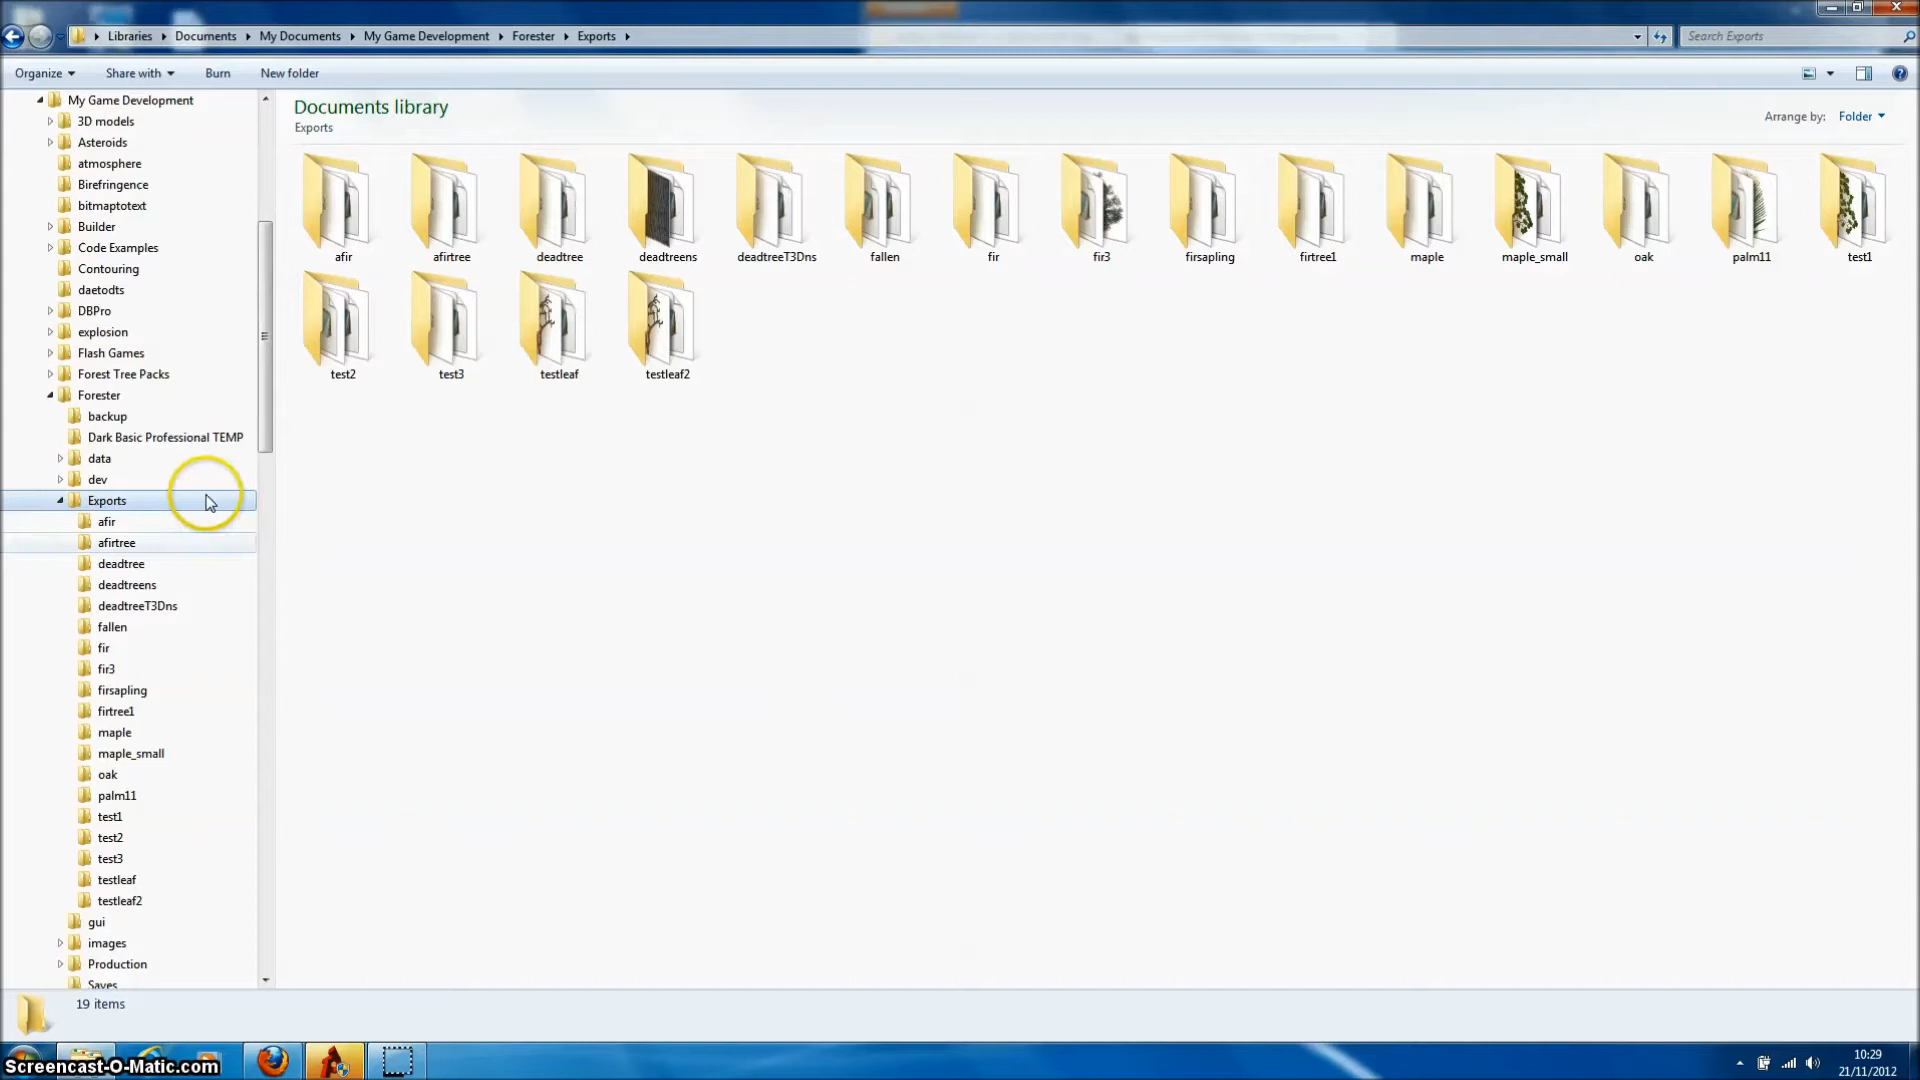 Libraries Documents My Documents My Game Development Forester Exports
Search Exports
Organize Share with Burn New folder
My Game Development
3D models
Asteroids
atmosphere
Birefringence
bitmaptotext
Builder
Code Examples
Contouring
daetodts
DBPro
explosion
Flash Games
Forest Tree Packs
Forester
backup
Dark Basic Professional TEMP
data
dev
Exports
afir
afirtree
deadtree
deadtreens
deadtreeT3Dns
fallen
fir
fir3
firsapling
firtree1
maple
maple_small
oak
palm11
test1
test2
test3
testleaf
testleaf2
gui
images
Production
Saves
Documents library
Exports
Arrange by: Folder
afir afirtree deadtree deadtreens deadtreeT3Dns fallen fir fir3 firsapling firtree1 maple maple_small oak palm11 test1
test2 test3 testleaf testleaf2
19 items
Screencast-O-Matic.com
10:29
21/11/2012